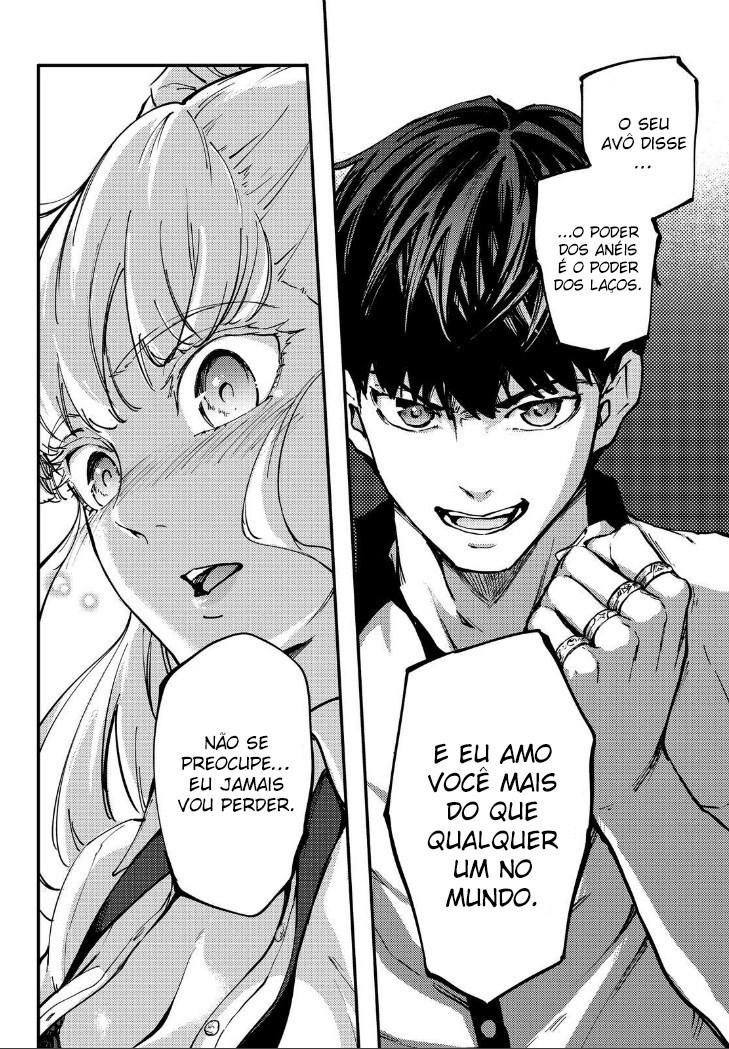 O SEU
AVÔ DISSE
...
...O PODER
DOS ANÉIS
É O PODER
DOS LAÇOS.
E EU AMO
VOCÊ MAIS
DO QUE
QUALQUER
UM NO
MUNDO.
NÃO SE
PREOCUPE...
EU JAMAIS
VOU PERDER.